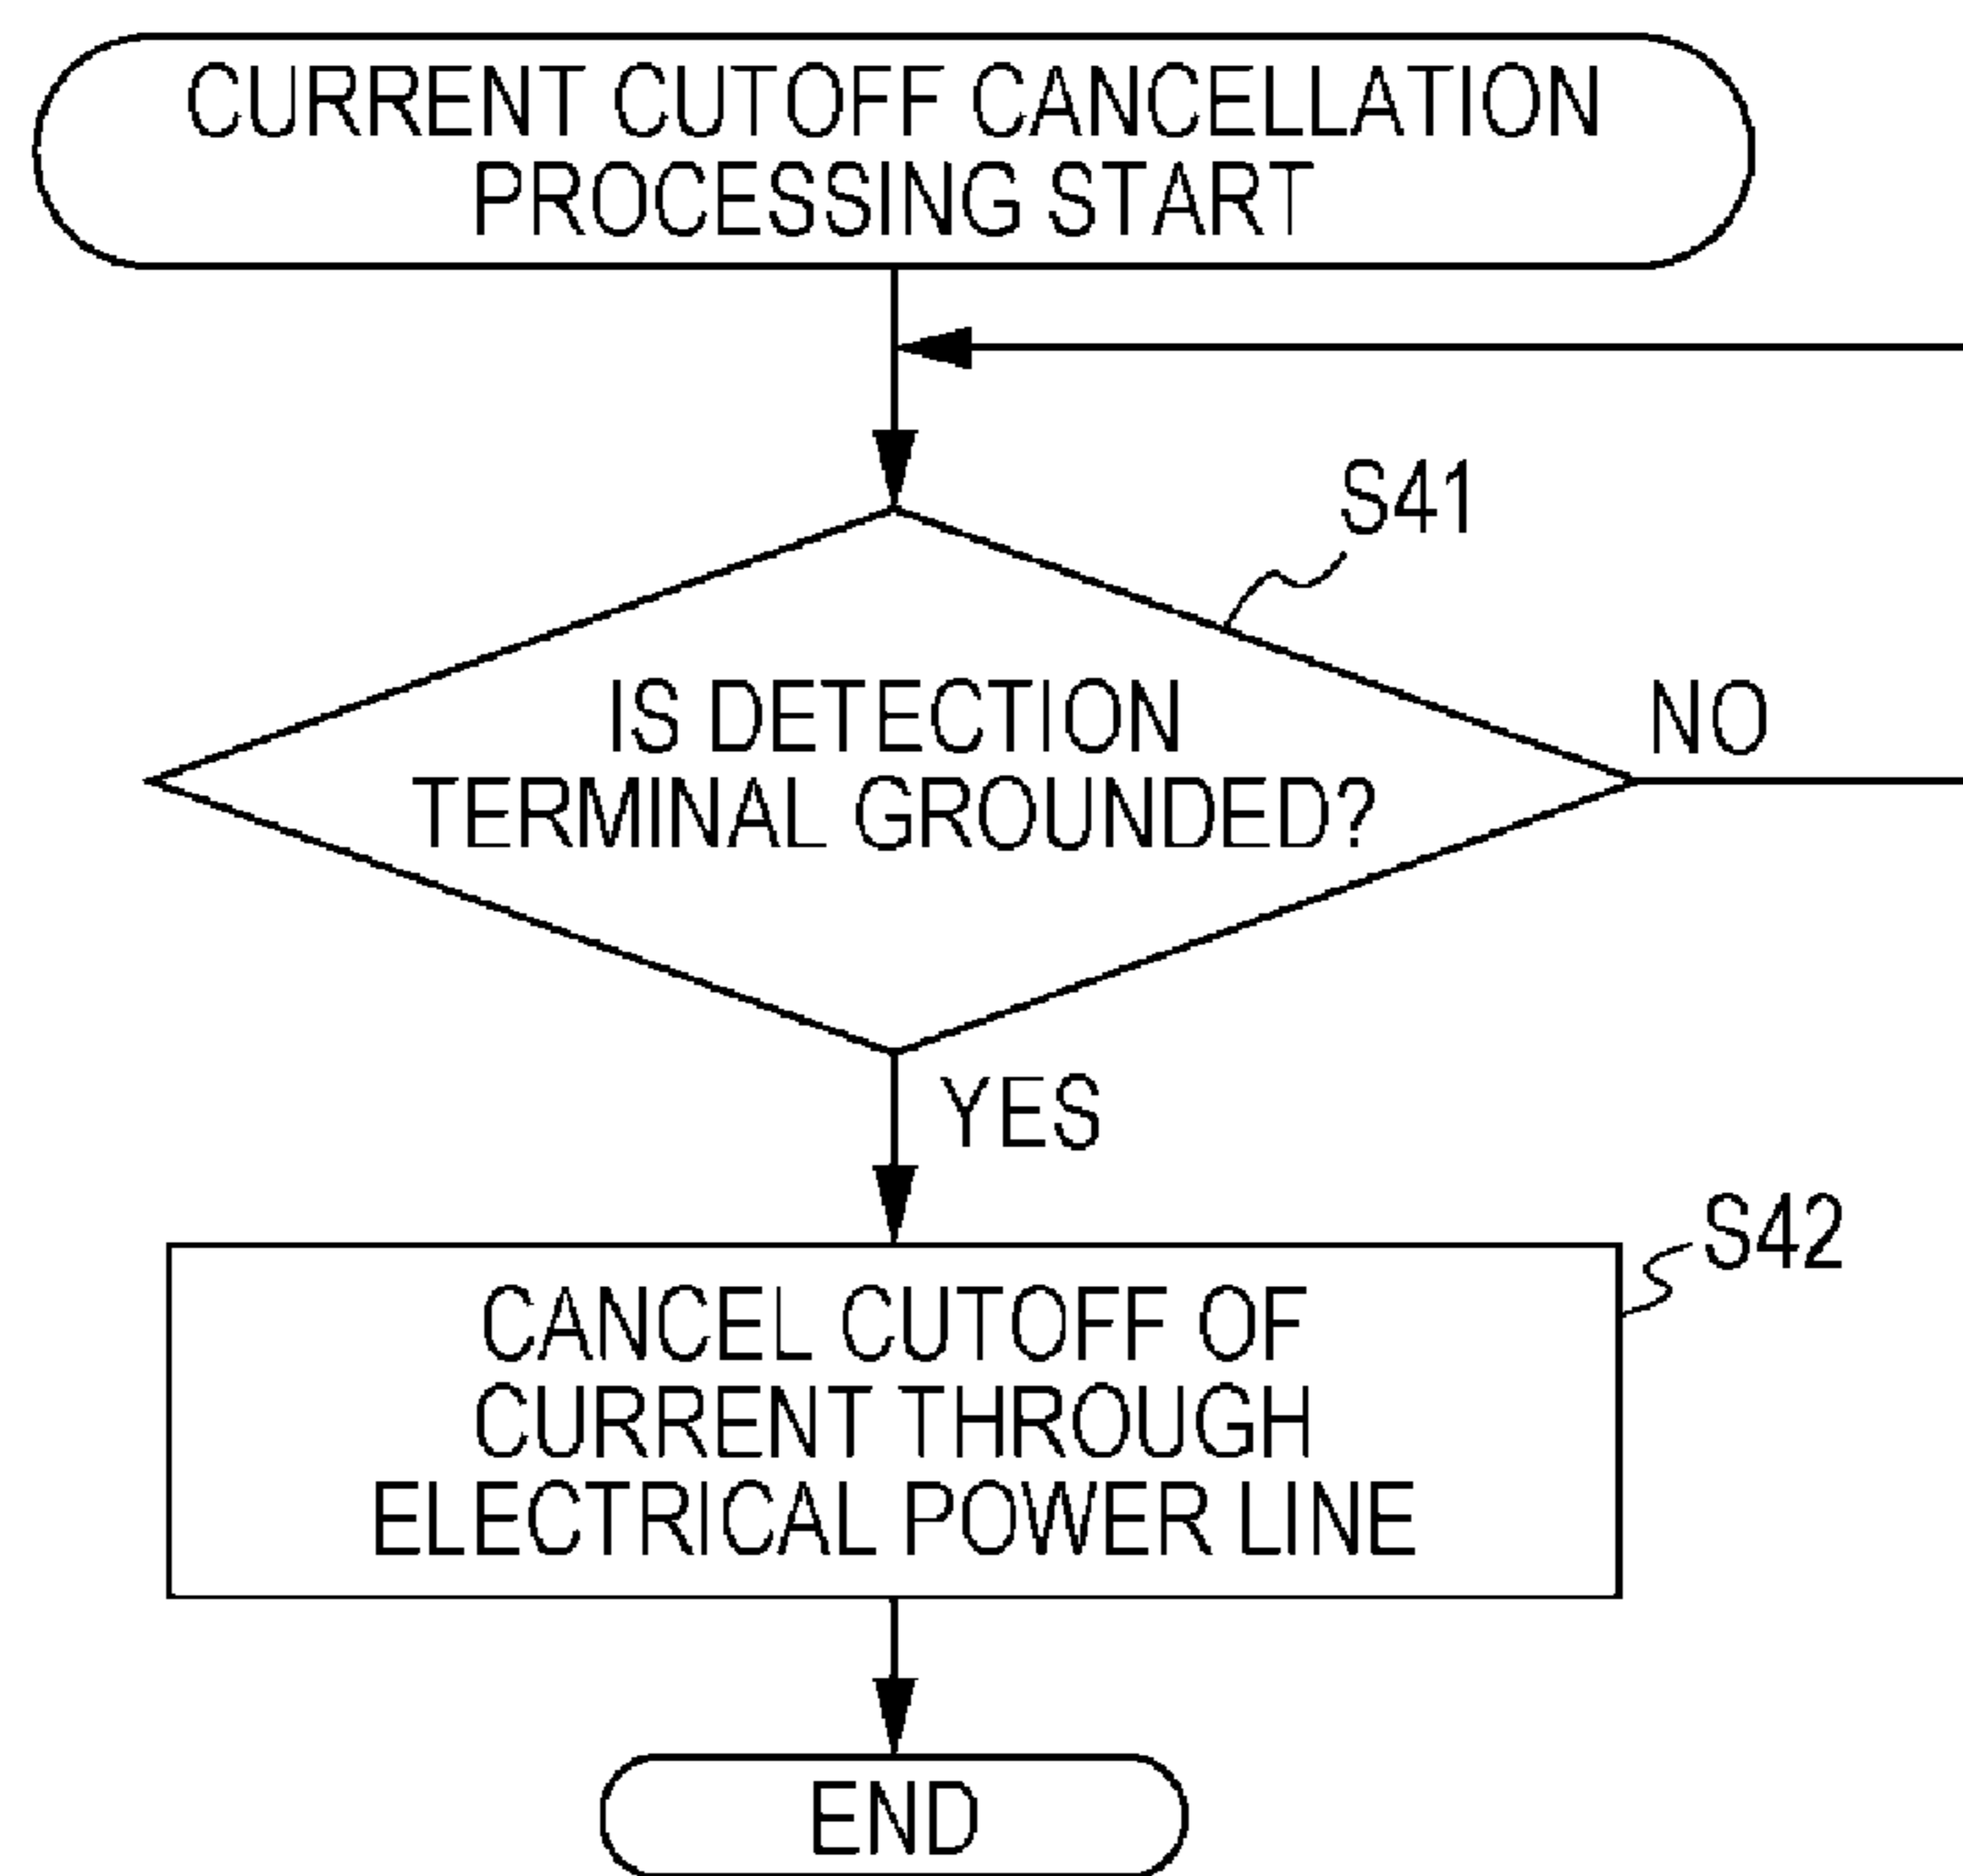 CURRENT CUTOFF CANCELLATION
PROCESSING START
S41
IS DETECTION
TERMINAL GROUNDED?
NO
YES
S42
CANCEL CUTOFF OF
CURRENT THROUGH
ELECTRICAL POWER LINE
END